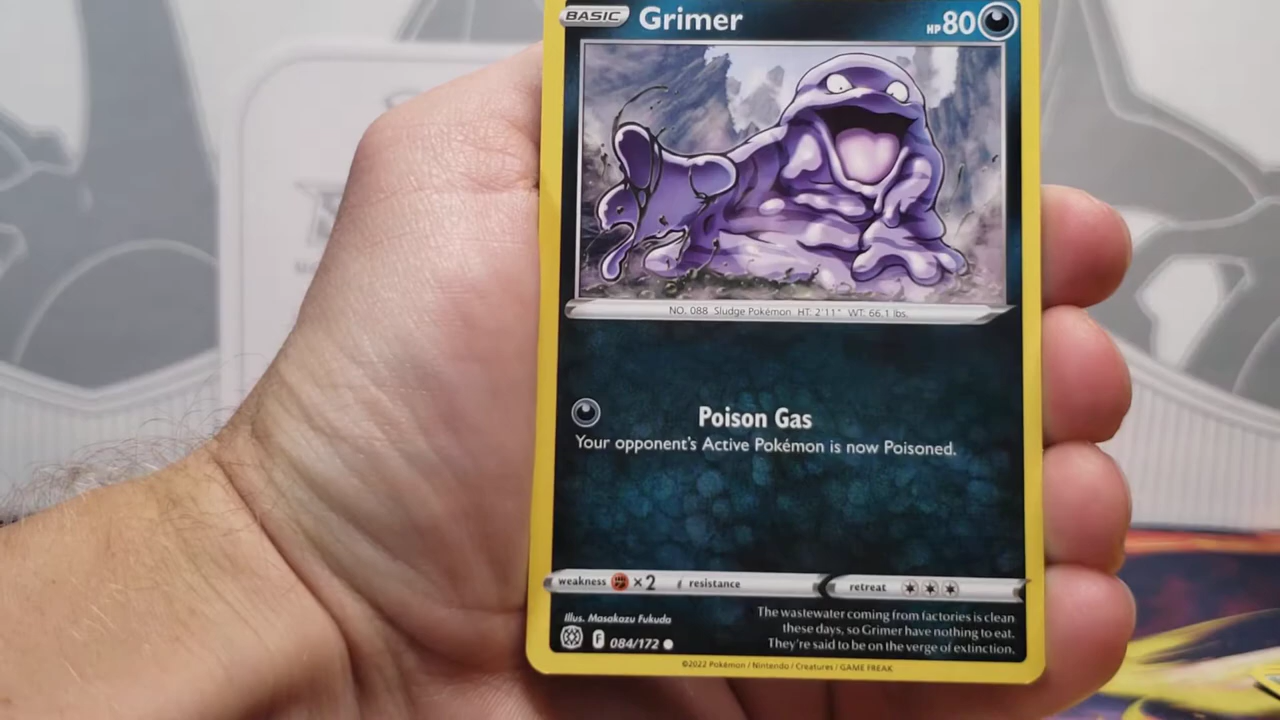 BASIC Grimer HP 80
NO. 088 Sludge Pokémon HT: 2'11" WT: 66.1 lbs.
Poison Gas
Your opponent's Active Pokémon is now Poisoned.
weakness ×2 resistance retreat
Illus. Masakazu Fukuda
F 084/172
The wastewater coming from factories is clean
these days, so Grimer have nothing to eat.
They're said to be on the verge of extinction.
©2022 Pokémon / Nintendo / Creatures / GAME FREAK